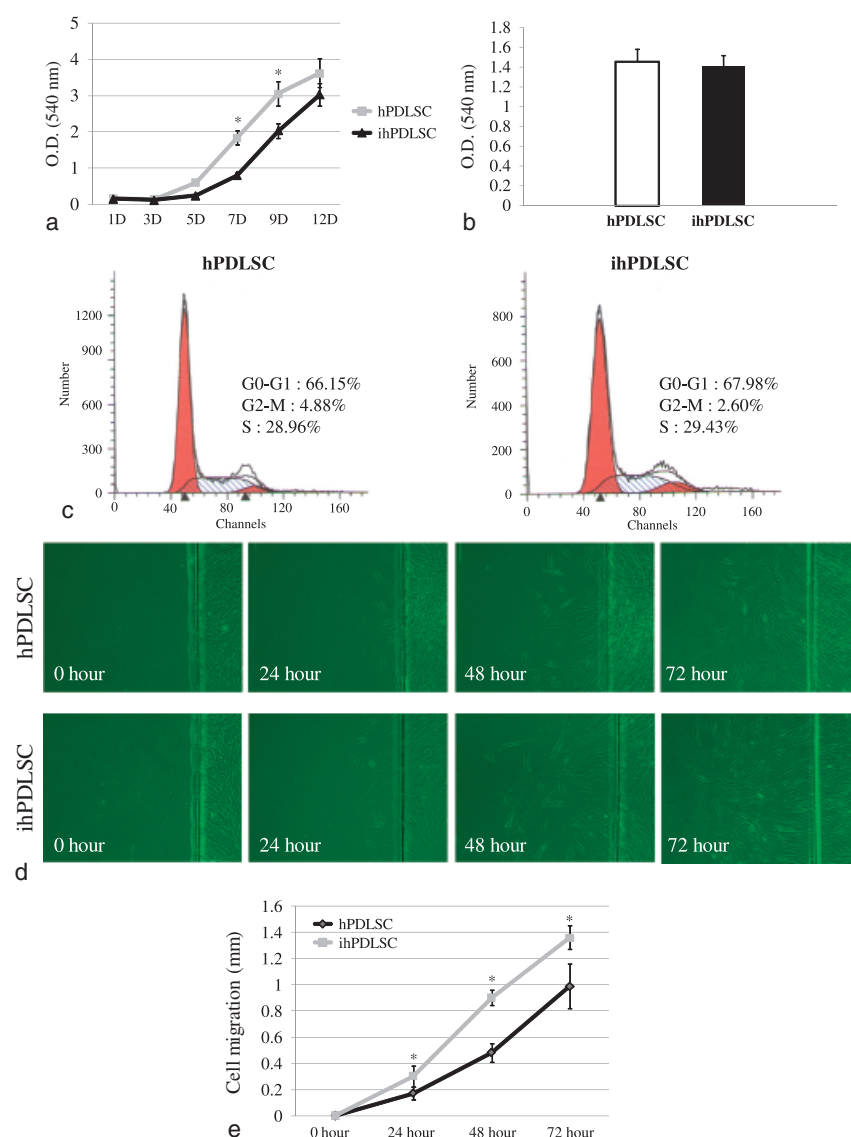 5
4
3
2
1
0
O.D. (540 nm)
*
*
hPDLSC
ihPDLSC
1D 3D 5D 7D 9D 12D
a
1.8
1.6
1.4
1.2
1
0.8
0.6
0.4
0.2
0
O.D. (540 nm)
hPDLSC ihPDLSC
b
hPDLSC
1200
900
600
300
0
Number
G0-G1 : 66.15%
G2-M : 4.88%
S : 28.96%
0 40 80 120 160
Channels
c
ihPDLSC
800
600
400
200
0
Number
G0-G1 : 67.98%
G2-M : 2.60%
S : 29.43%
0 40 80 120 160
Channels
hPDLSC
0 hour
24 hour
48 hour
72 hour
ihPDLSC
0 hour
24 hour
48 hour
72 hour
d
1.6
1.4
1.2
1
0.8
0.6
0.4
0.2
0
Cell migration (mm)
hPDLSC
ihPDLSC
*
*
*
0 hour 24 hour 48 hour 72 hour
e